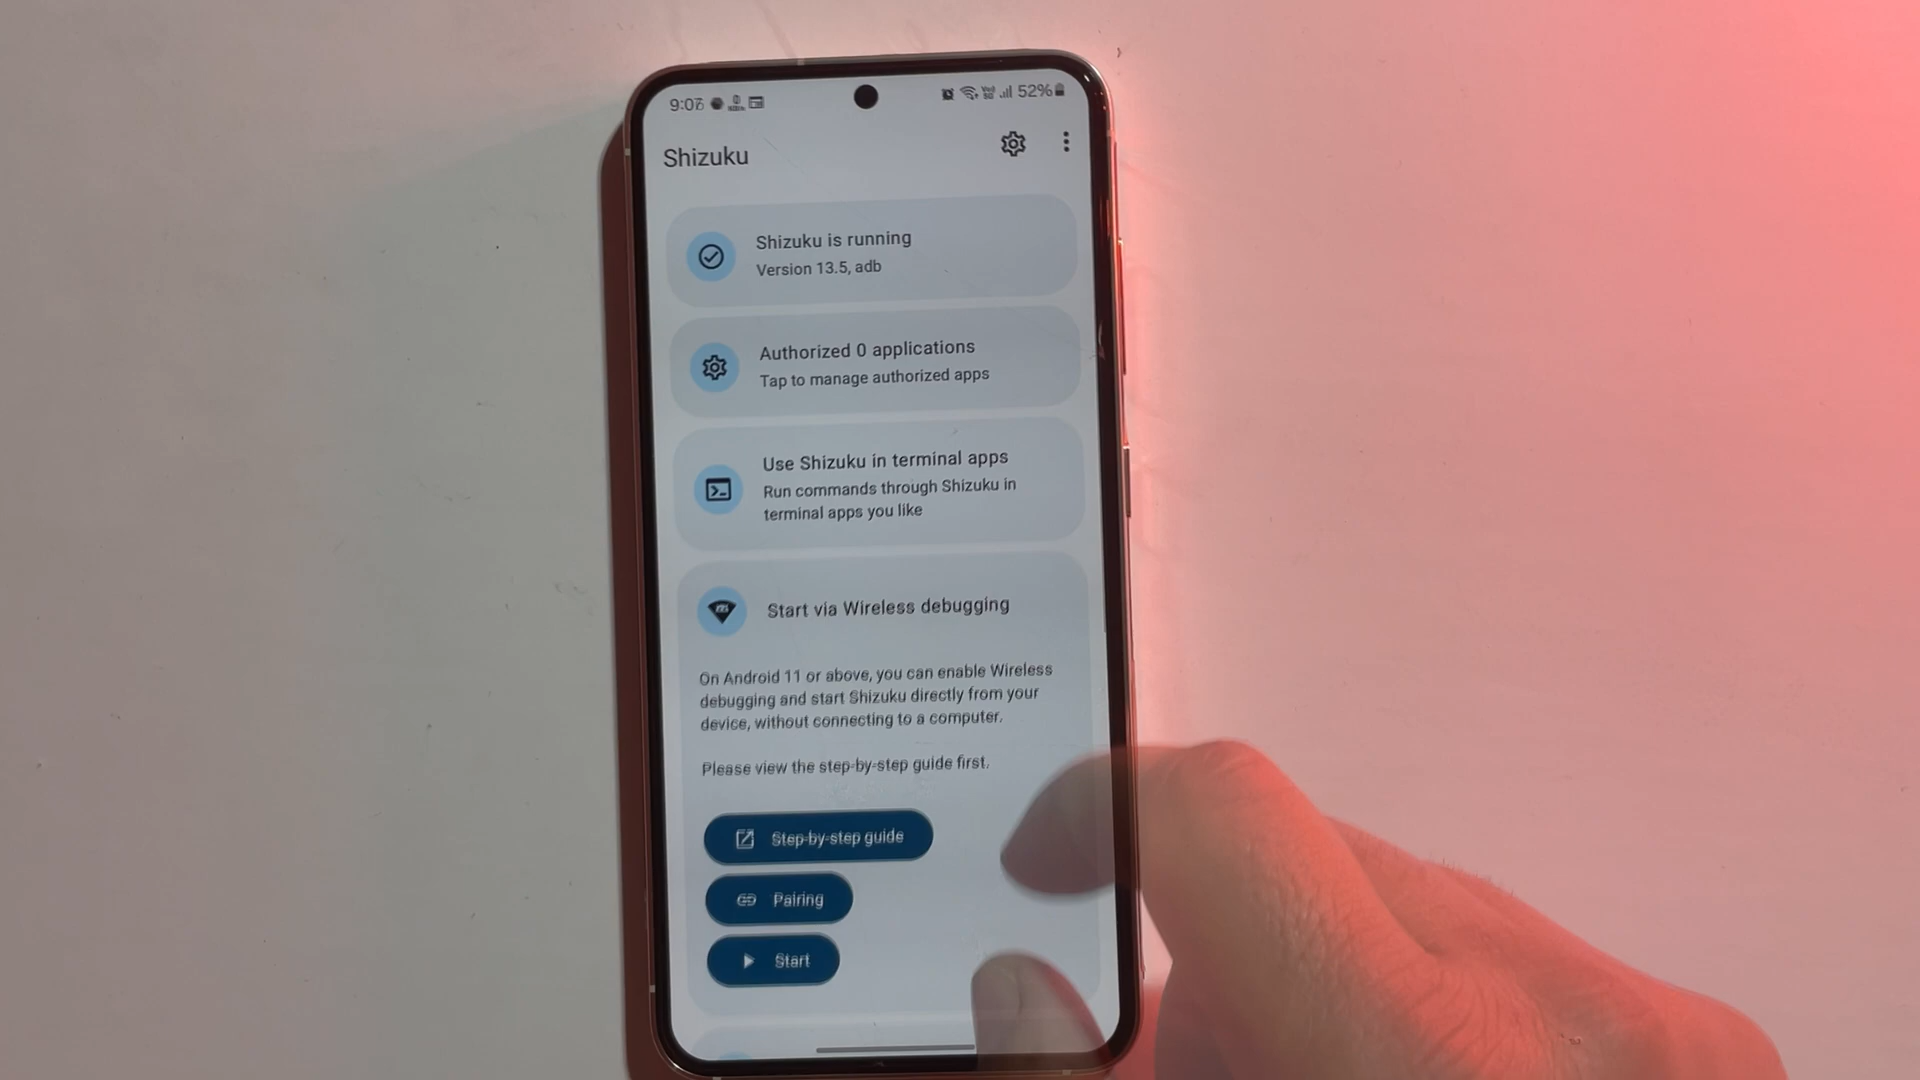 52%
Shizuku
Shizuku is running
Version 13.5, adb
Authorized 0 applications
Tap to manage authorized apps
Use Shizuku in terminal apps
Run commands through Shizuku in
terminal apps you like
Start via Wireless debugging
On Android 11 or above, you can enable Wireless
debugging and start Shizuku directly from your
device, without connecting to a computer.
Please view the step-by-step guide first.
Step-by-step guide
Pairing
Start